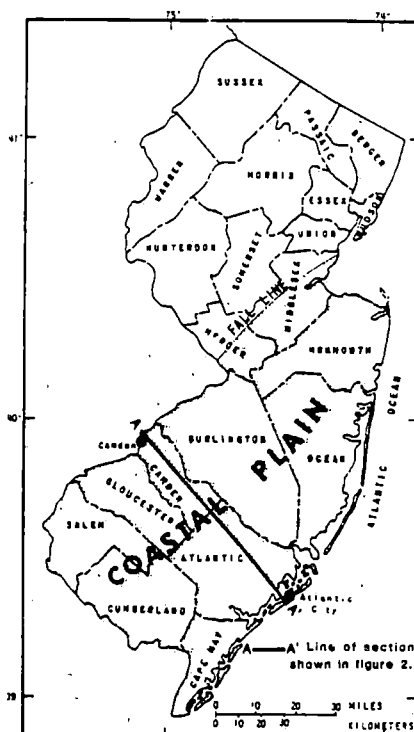 75° 74°
SUSSEX
PASSAIC
BERGEN
41°
WARREN
MORRIS
ESSEX
HUDSON
UNION
HUNTERDON
SOMERSET
MIDDLESEX
FALL LINE
MERCER
MONMOUTH
40°
A
CAMDEN
BURLINGTON
OCEAN
ATLANTIC OCEAN
CAMDEN
GLOUCESTER
SALEM
ATLANTIC
COASTAL PLAIN
CUMBERLAND
Atlantic
A' City
CAPE MAY
A——A' Line of section
shown in figure 2.
39°
0 10 20 30 MILES
0 10 20 30 KILOMETERS